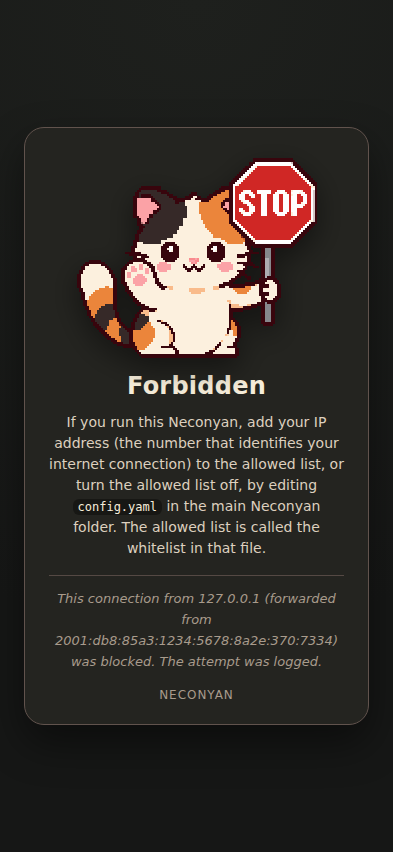 STOP
Forbidden
If you run this Neconyan, add your IP
address (the number that identifies your
internet connection) to the allowed list, or
turn the allowed list off, by editing
config.yaml in the main Neconyan
folder. The allowed list is called the
whitelist in that file.
This connection from 127.0.0.1 (forwarded
from
2001:db8:85a3:1234:5678:8a2e:370:7334)
was blocked. The attempt was logged.
NECONYAN